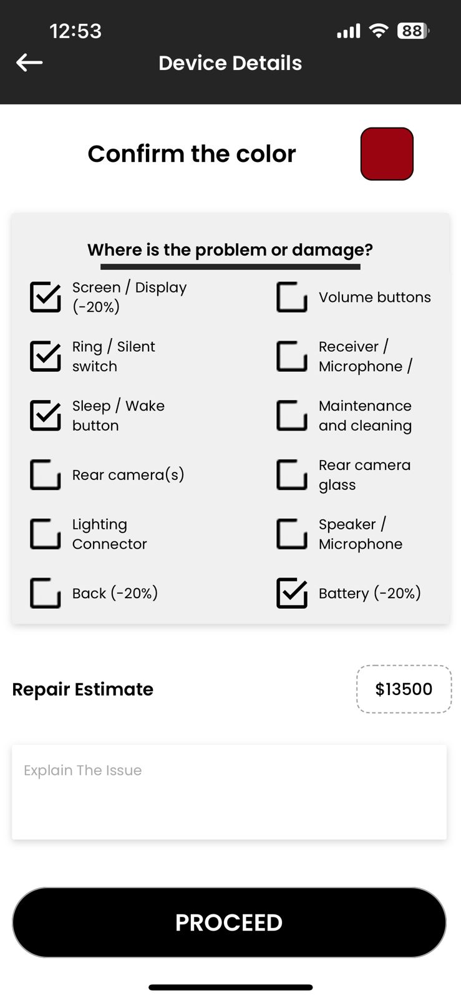 12:53
88
Device Details
Confirm the color
Where is the problem or damage?
Screen / Display
(-20%)
Volume buttons
Ring / Silent
switch
Receiver /
Microphone /
Sleep / Wake
button
Maintenance
and cleaning
Rear camera(s)
Rear camera
glass
Lighting
Connector
Speaker /
Microphone
Back (-20%)
Battery (-20%)
Repair Estimate
$13500
Explain The Issue
PROCEED